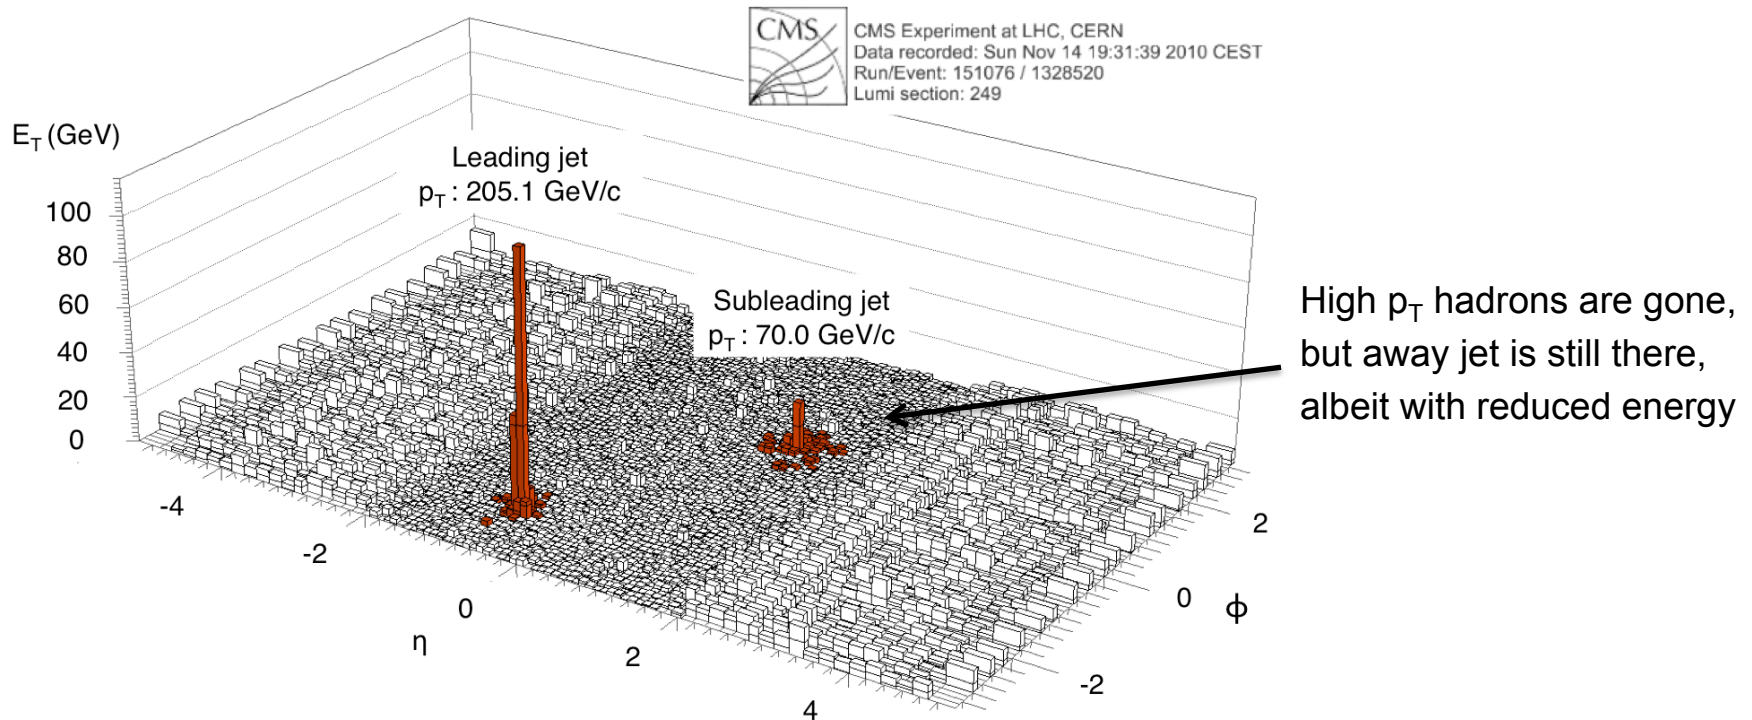 CMS
CMS Experiment at LHC, CERN
Data recorded: Sun Nov 14 19:31:39 2010 CEST
Run/Event: 151076 / 1328520
Lumi section: 249
E_T (GeV)
Leading jet
p_T : 205.1 GeV/c
Subleading jet
p_T : 70.0 GeV/c
High p_T hadrons are gone,
but away jet is still there,
albeit with reduced energy
100
80
60
40
20
0
-4
-2
0
2
4
η
2
0
-2
ϕ